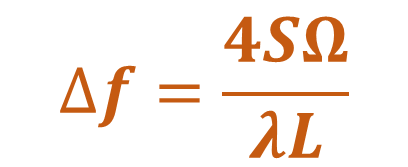 Δf = 4SΩ / λL